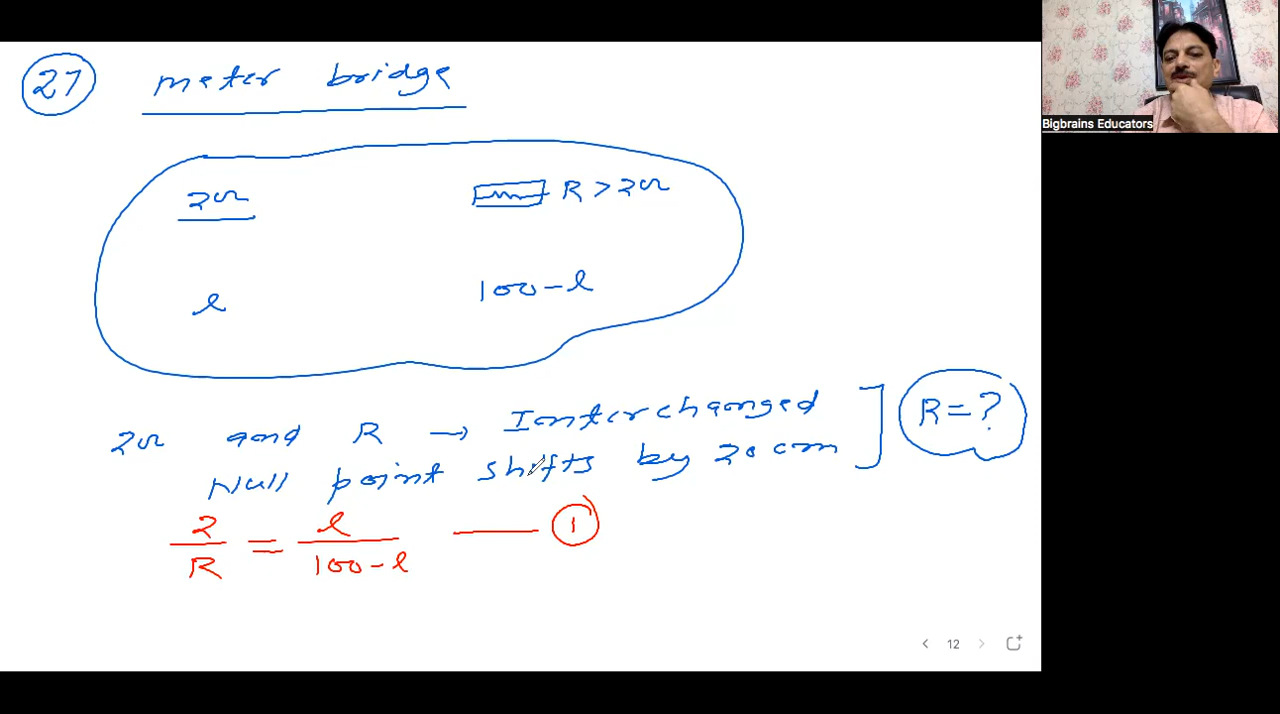 27 meter bridge
2Ω R > 2Ω
l 100 - l
2Ω and R → Interchanged
Null point shifts by 20 cm
R = ?
2/R = l/100 - l —— 1
12
Bigbrains Educators